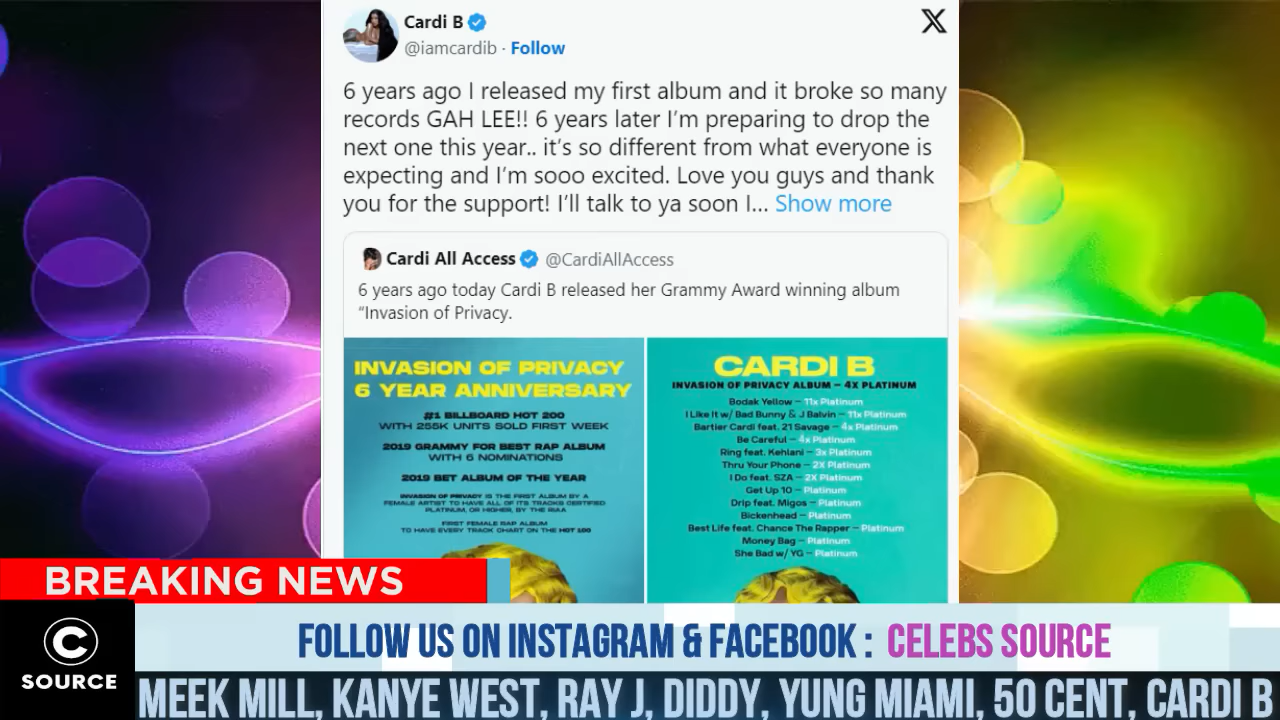 Cardi B
@iamcardib · Follow
6 years ago I released my first album and it broke so many
records GAH LEE!! 6 years later I'm preparing to drop the
next one this year.. it's so different from what everyone is
expecting and I'm sooo excited. Love you guys and thank
you for the support! I'll talk to ya soon I... Show more
Cardi All Access @CardiAllAccess
6 years ago today Cardi B released her Grammy Award winning album
“Invasion of Privacy.
INVASION OF PRIVACY
6 YEAR ANNIVERSARY
#1 BILLBOARD HOT 200
WITH 255K UNITS SOLD FIRST WEEK
2019 GRAMMY FOR BEST RAP ALBUM
WITH 6 NOMINATIONS
2019 BET ALBUM OF THE YEAR
INVASION OF PRIVACY IS THE FIRST ALBUM BY A
FEMALE ARTIST TO HAVE ALL OF ITS TRACKS CERTIFIED
PLATINUM, OR HIGHER, BY THE RIAA
FIRST FEMALE RAP ALBUM
TO HAVE EVERY TRACK CHART ON THE HOT 100
CARDI B
INVASION OF PRIVACY ALBUM – 4X PLATINUM
Bodak Yellow – 11x Platinum
I Like It w/ Bad Bunny & J Balvin – 11x Platinum
Bartier Cardi feat. 21 Savage – 4x Platinum
Be Careful – 4x Platinum
Ring feat. Kehlani – 3x Platinum
Thru Your Phone – 2X Platinum
I Do feat. SZA – 2X Platinum
Get Up 10 – Platinum
Drip feat. Migos – Platinum
Bickenhead – Platinum
Best Life feat. Chance The Rapper – Platinum
Money Bag – Platinum
She Bad w/ YG – Platinum
BREAKING NEWS
C
SOURCE
FOLLOW US ON INSTAGRAM & FACEBOOK : CELEBS SOURCE
MEEK MILL, KANYE WEST, RAY J, DIDDY, YUNG MIAMI, 50 CENT, CARDI B